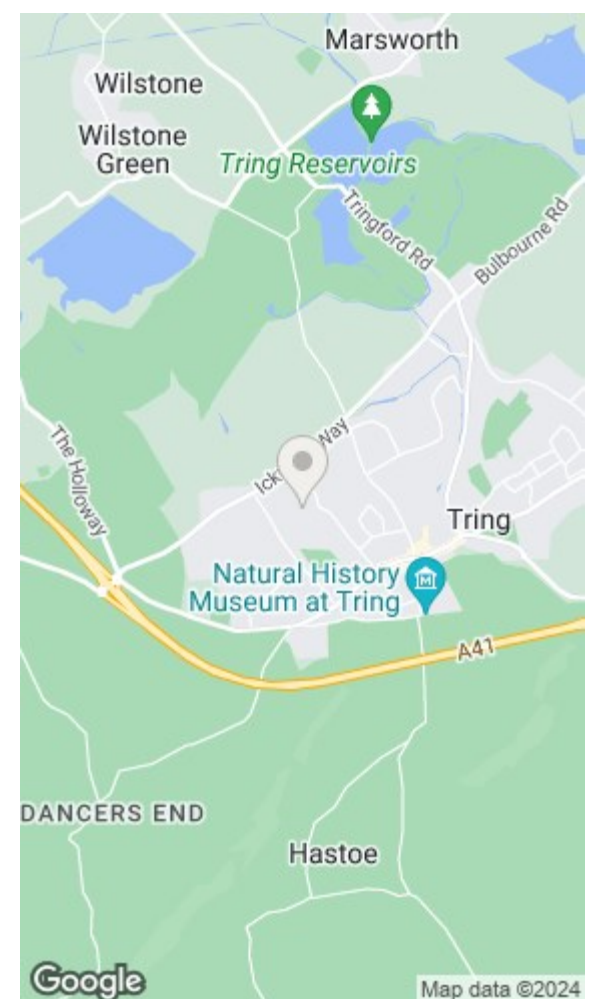 Marsworth
Wilstone
Wilstone
Green
Tring Reservoirs
Tringford Rd
Bulbourne Rd
The Holloway
Way
Tring
Natural History
Museum at Tring
M
A41
DANCERS END
Hastoe
Google
Map data ©2024